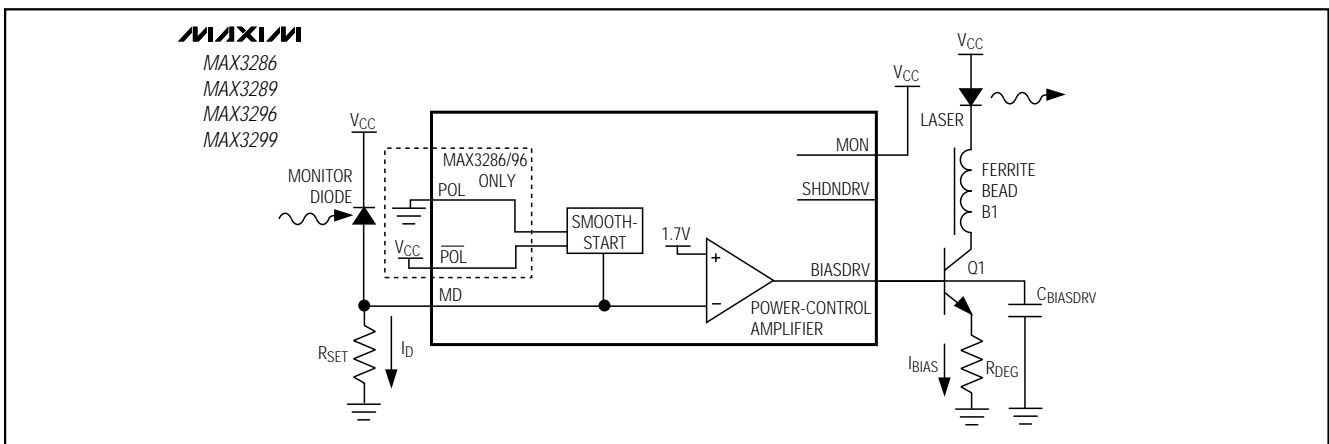 MAXIM
MAX3286
MAX3289
MAX3296
MAX3299
VCC
MONITOR
DIODE
RSET
ID
MAX3286/96
ONLY
POL
VCC
POL
MD
SMOOTH-
START
1.7V
+
−
POWER-CONTROL
AMPLIFIER
MON
SHDNDRV
BIASDRV
VCC
VCC
LASER
FERRITE
BEAD
B1
Q1
CBIASDRV
IBIAS
RDEG